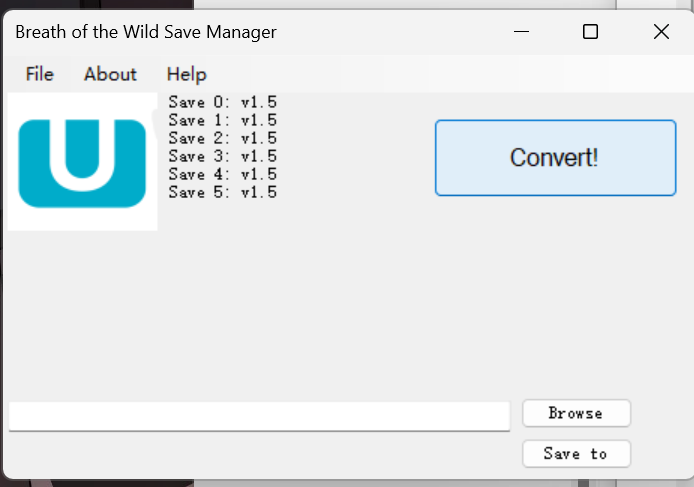 Breath of the Wild Save Manager
File About Help
U
Save 0: v1.5
Save 1: v1.5
Save 2: v1.5
Save 3: v1.5
Save 4: v1.5
Save 5: v1.5
Convert!
Browse
Save to